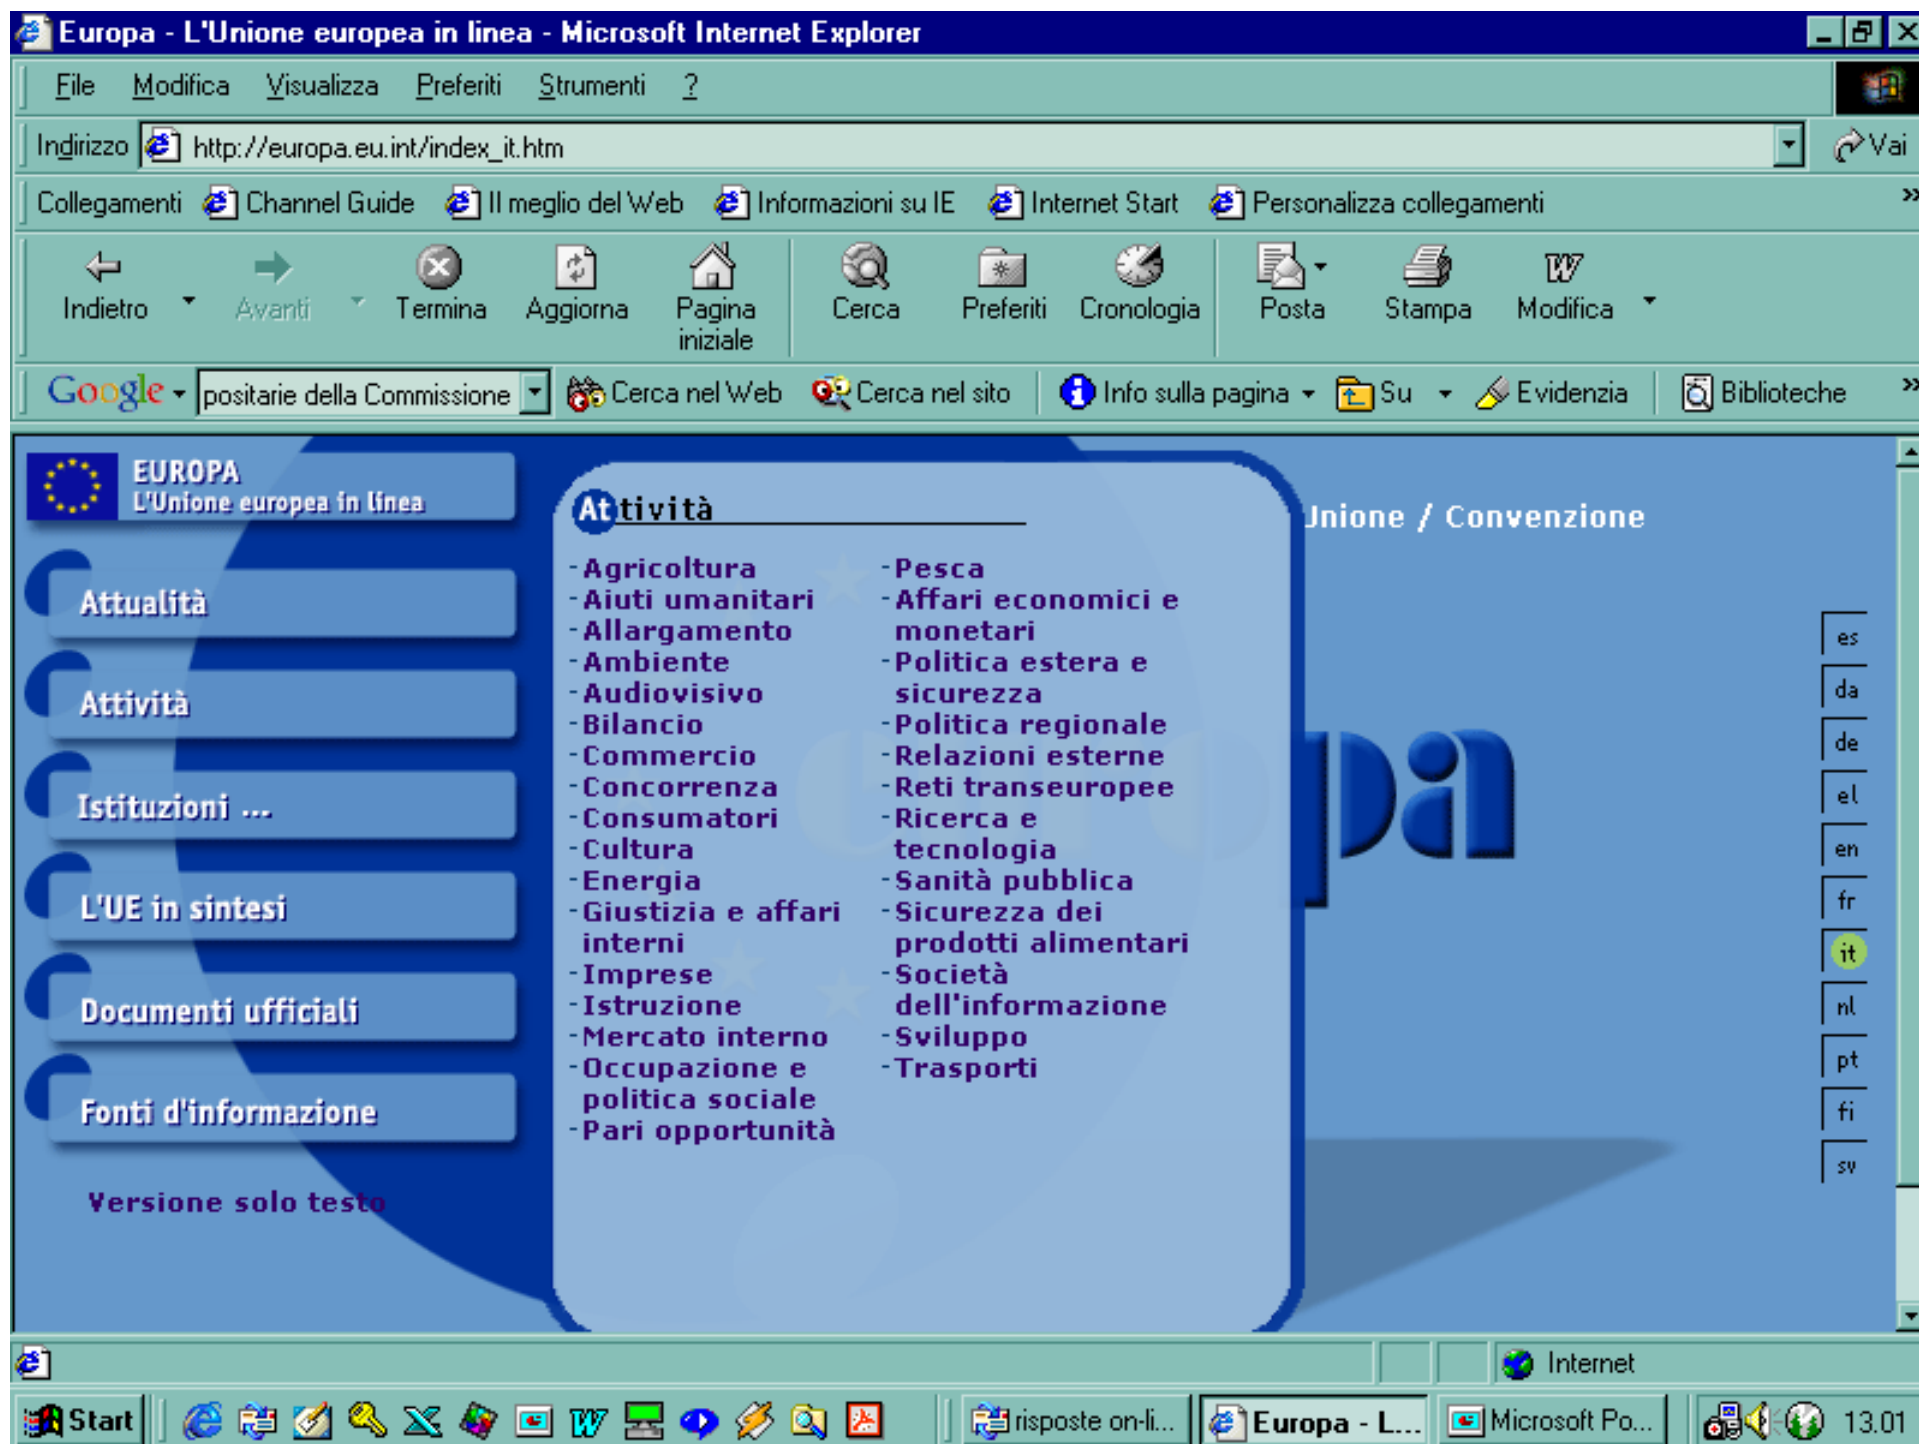 Europa - L'Unione europea in linea - Microsoft Internet Explorer
File Modifica Visualizza Preferiti Strumenti ?
Indirizzo http://europa.eu.int/index_it.htm Vai
Collegamenti Channel Guide Il meglio del Web Informazioni su IE Internet Start Personalizza collegamenti »
Indietro Avanti Termina Aggiorna Pagina iniziale Cerca Preferiti Cronologia Posta Stampa Modifica
Google positarie della Commissione Cerca nel Web Cerca nel sito Info sulla pagina Su Evidenzia Biblioteche »
EUROPA
L'Unione europea in linea
Attualità
Attività
Istituzioni ...
L'UE in sintesi
Documenti ufficiali
Fonti d'informazione
Versione solo testo
Attività
-Agricoltura
-Aiuti umanitari
-Allargamento
-Ambiente
-Audiovisivo
-Bilancio
-Commercio
-Concorrenza
-Consumatori
-Cultura
-Energia
-Giustizia e affari
interni
-Imprese
-Istruzione
-Mercato interno
-Occupazione e
politica sociale
-Pari opportunità
-Pesca
-Affari economici e
monetari
-Politica estera e
sicurezza
-Politica regionale
-Relazioni esterne
-Reti transeuropee
-Ricerca e
tecnologia
-Sanità pubblica
-Sicurezza dei
prodotti alimentari
-Società
dell'informazione
-Sviluppo
-Trasporti
Unione / Convenzione
europa
es
da
de
el
en
fr
it
nl
pt
fi
sv
Internet
Start risposte on-li... Europa - L... Microsoft Po... 13.01